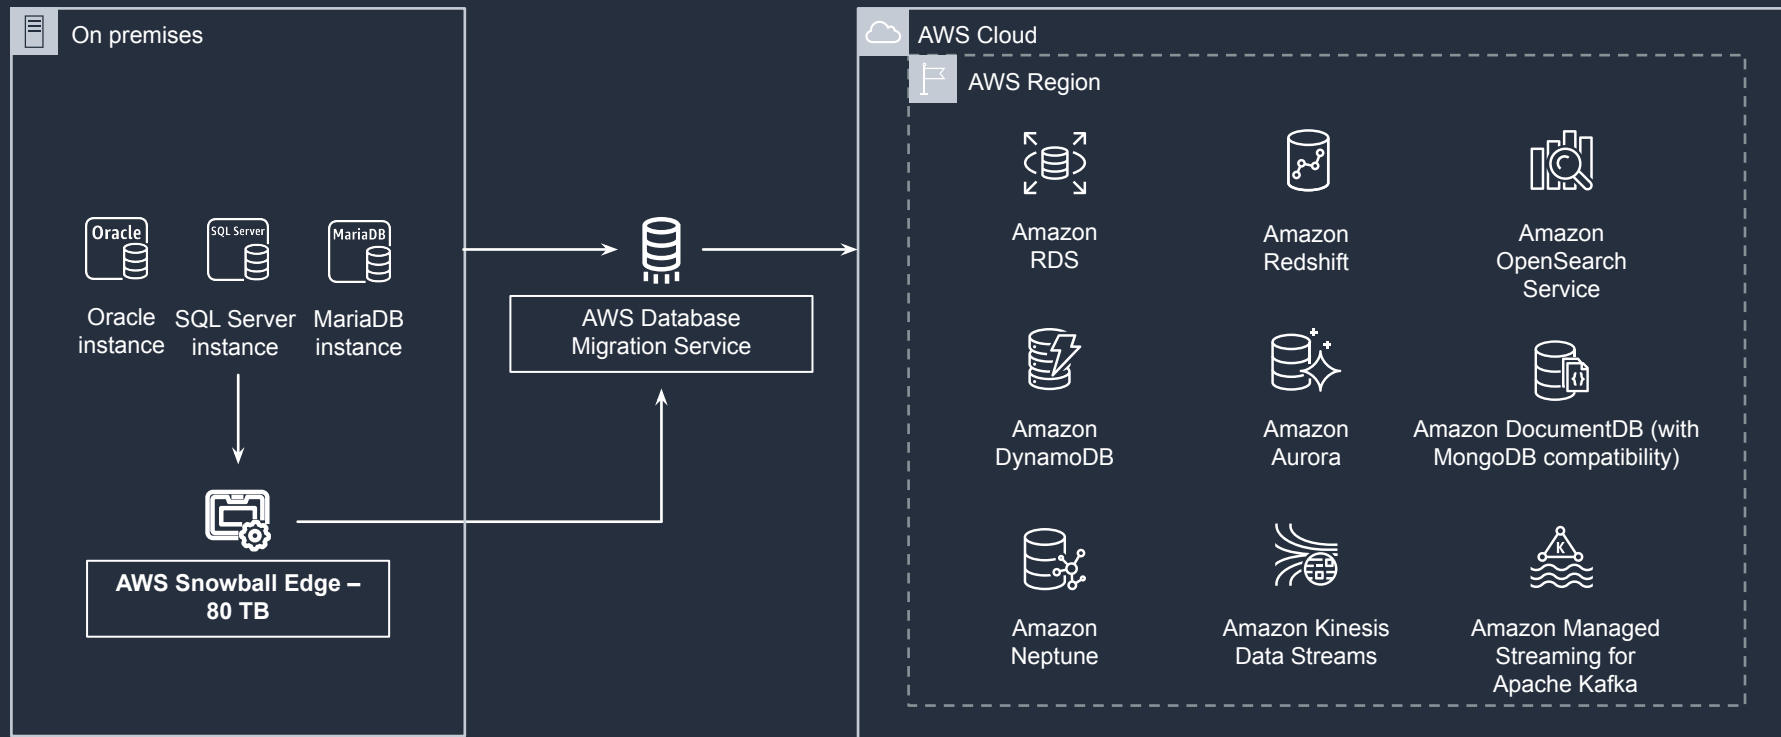 On premises
Oracle
SQL Server
MariaDB
Oracle
instance
SQL Server
instance
MariaDB
instance
AWS Snowball Edge –
80 TB
AWS Database
Migration Service
AWS Cloud
AWS Region
Amazon
RDS
Amazon
Redshift
Amazon
OpenSearch
Service
Amazon
DynamoDB
Amazon
Aurora
Amazon DocumentDB (with
MongoDB compatibility)
Amazon
Neptune
Amazon Kinesis
Data Streams
K
Amazon Managed
Streaming for
Apache Kafka